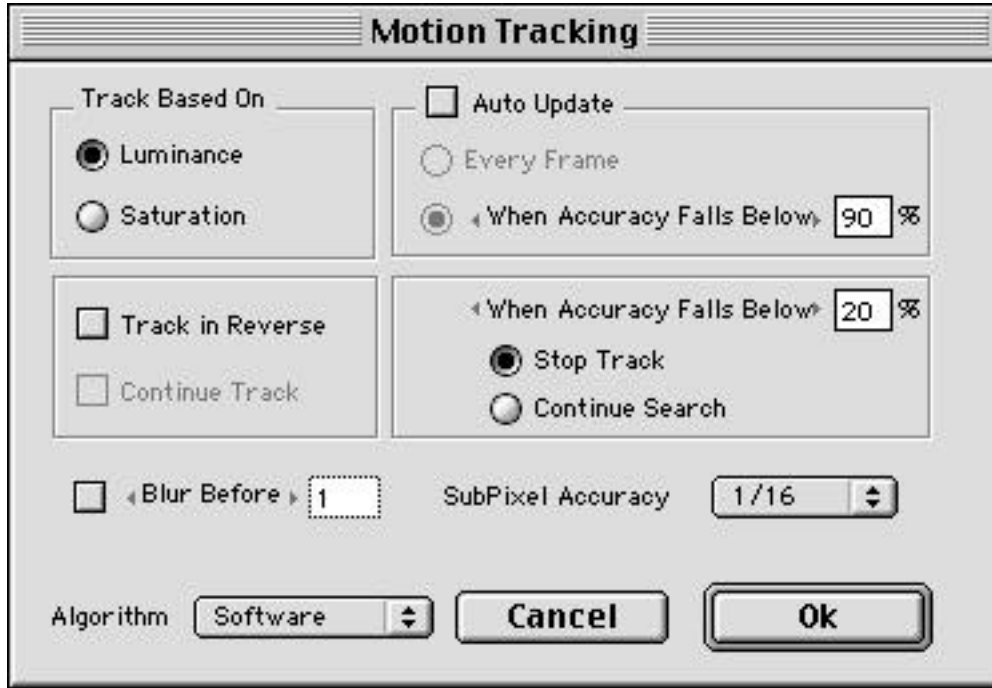 Motion Tracking
Track Based On
Luminance
Saturation
Auto Update
Every Frame
When Accuracy Falls Below 90 %
Track in Reverse
Continue Track
When Accuracy Falls Below 20 %
Stop Track
Continue Search
Blur Before 1
SubPixel Accuracy 1/16
Algorithm Software
Cancel
Ok